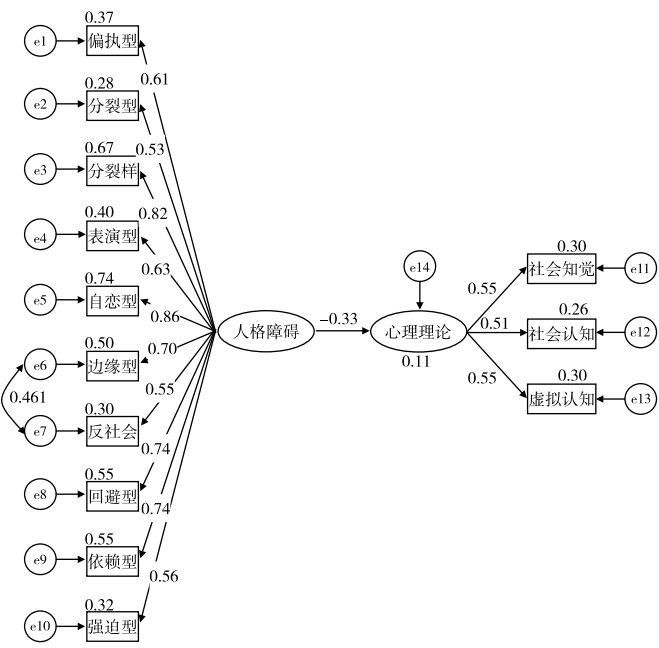 0.37
e1
偏执型
0.61
0.28
e2
分裂型
0.53
0.67
e3
分裂样
0.82
0.40
e4
表演型
0.63
0.74
e5
自恋型
0.86
0.50
e6
边缘型
0.70
0.461
0.30
e7
反社会
0.55
0.55
e8
回避型
0.74
0.55
e9
依赖型
0.74
0.32
e10
强迫型
0.56
人格障碍
−0.33
e14
心理理论
0.11
0.55
0.30
社会知觉
e11
0.51
0.26
社会认知
e12
0.55
0.30
虚拟认知
e13